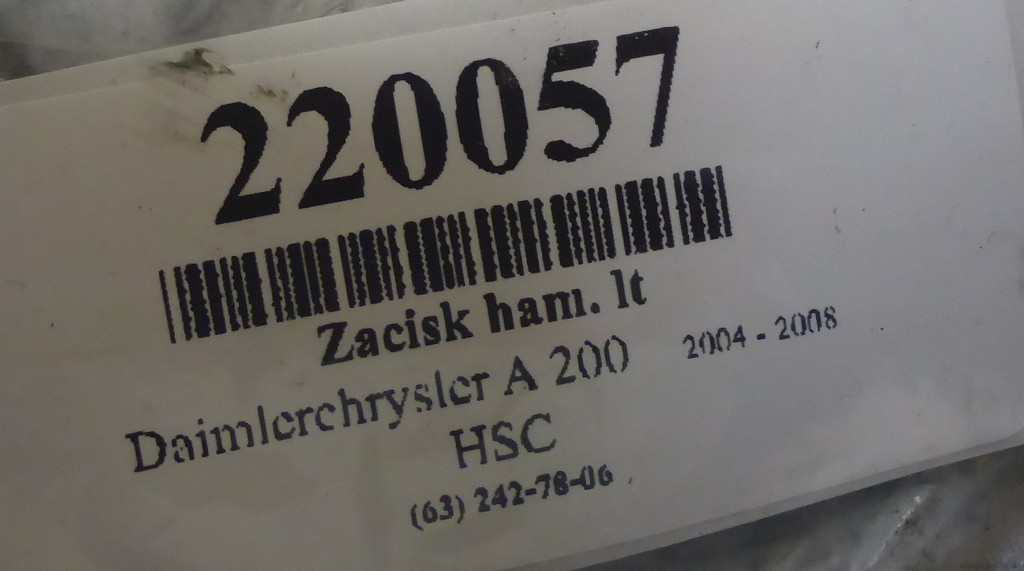 220057
Zacisk ham. lt
Daimlerchrysler A 200 2004 - 2008
HSC
(63) 242-78-06